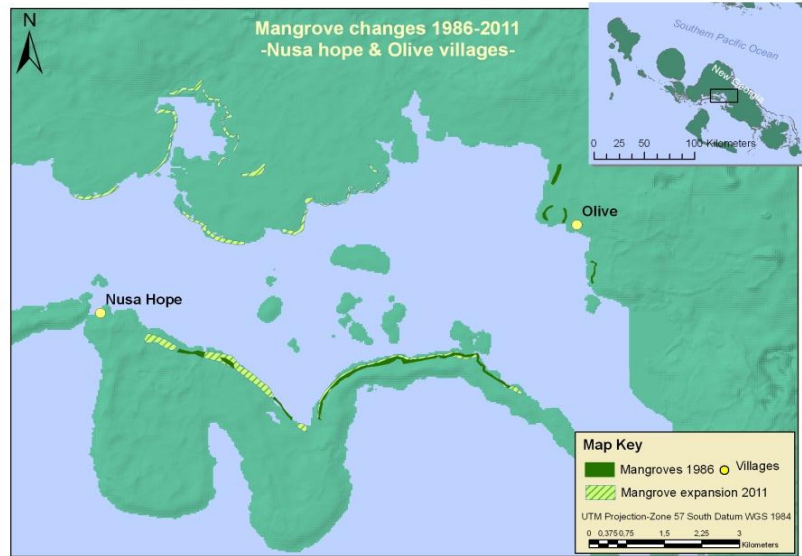 Mangrove changes 1986-2011
-Nusa hope & Olive villages-
N
Southern Pacific Ocean
New Georgia
0 25 50 100 Kilometers
Olive
Nusa Hope
Map Key
Mangroves 1986 Villages
Mangrove expansion 2011
UTM Projection-Zone 57 South Datum WGS 1984
0 0,375 0,75 1,5 2,25 3
Kilometers